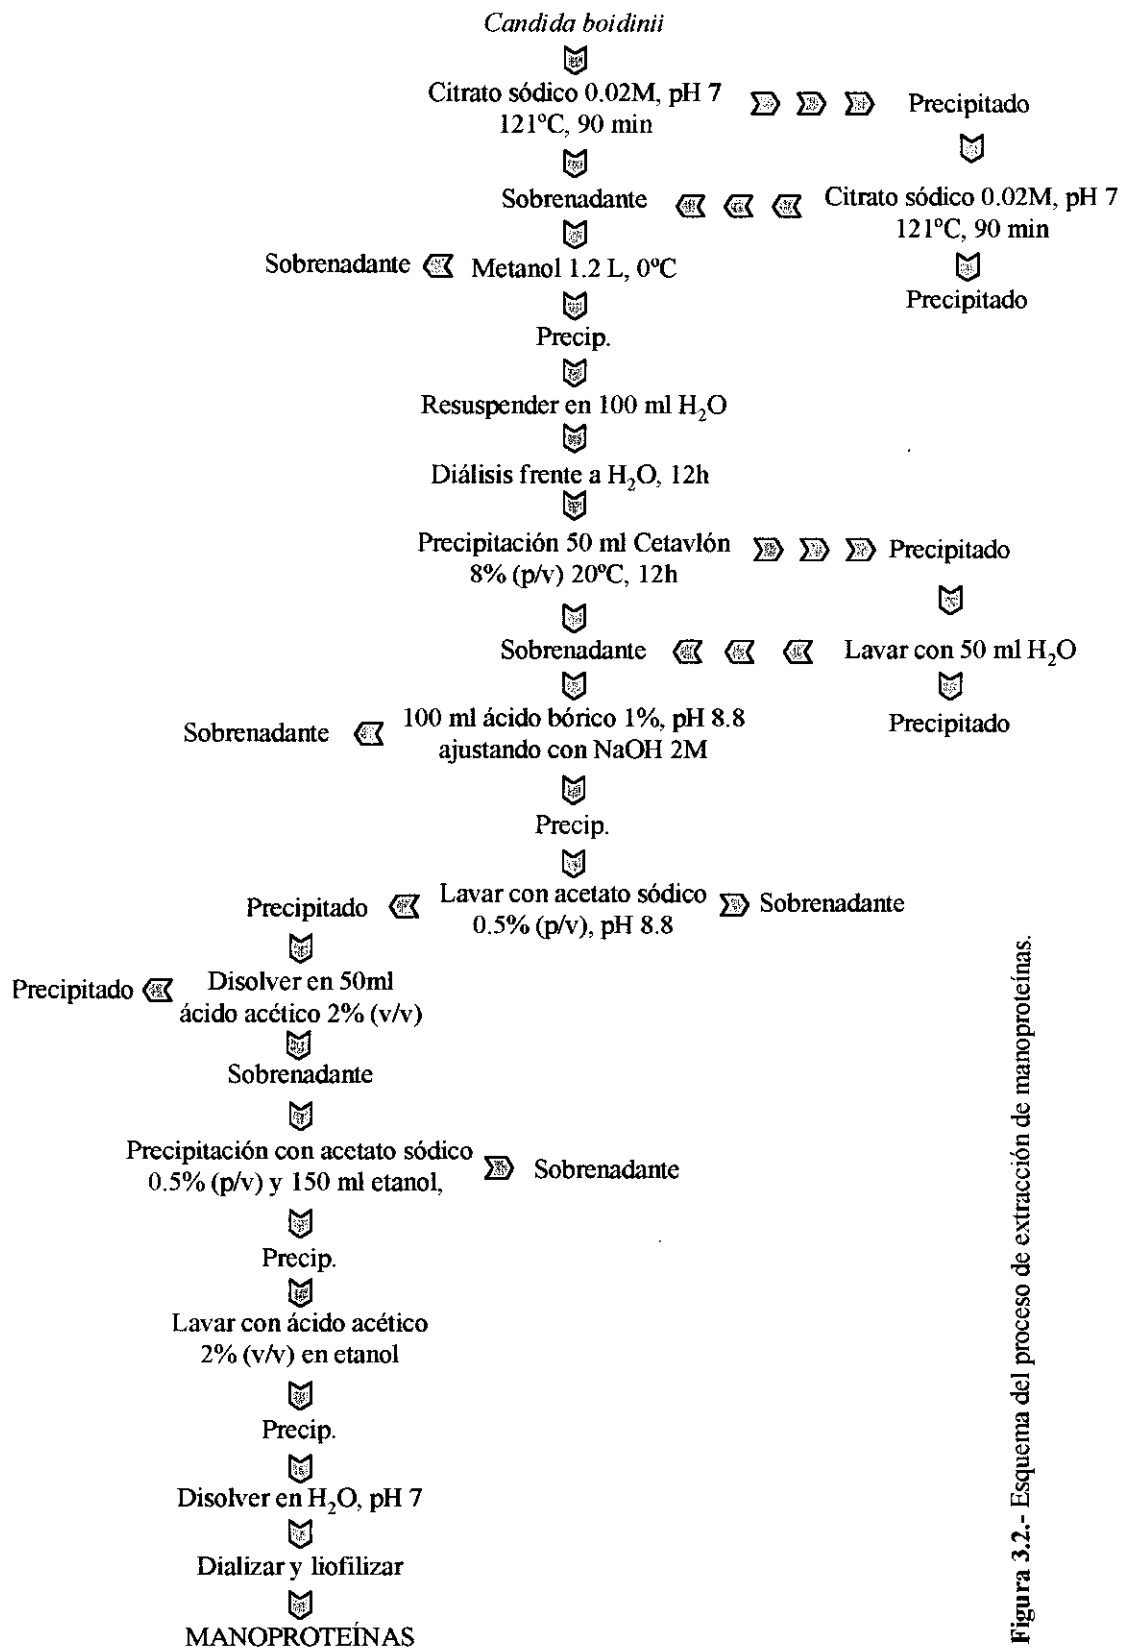 Candida boidinii
Citrato sódico 0.02M, pH 7
121ºC, 90 min
Precipitado
Sobrenadante
Citrato sódico 0.02M, pH 7
121ºC, 90 min
Sobrenadante
Metanol 1.2 L, 0ºC
Precipitado
Precip.
Resuspender en 100 ml H₂O
Diálisis frente a H₂O, 12h
Precipitación 50 ml Cetavlón
8% (p/v) 20ºC, 12h
Precipitado
Sobrenadante
Lavar con 50 ml H₂O
Sobrenadante
100 ml ácido bórico 1%, pH 8.8
ajustando con NaOH 2M
Precipitado
Precip.
Precipitado
Lavar con acetato sódico
0.5% (p/v), pH 8.8
Sobrenadante
Precipitado
Disolver en 50ml
ácido acético 2% (v/v)
Sobrenadante
Precipitación con acetato sódico
0.5% (p/v) y 150 ml etanol,
Sobrenadante
Precip.
Lavar con ácido acético
2% (v/v) en etanol
Precip.
Disolver en H₂O, pH 7
Dializar y liofilizar
MANOPROTEÍNAS
Figura 3.2.- Esquema del proceso de extracción de manoproteínas.